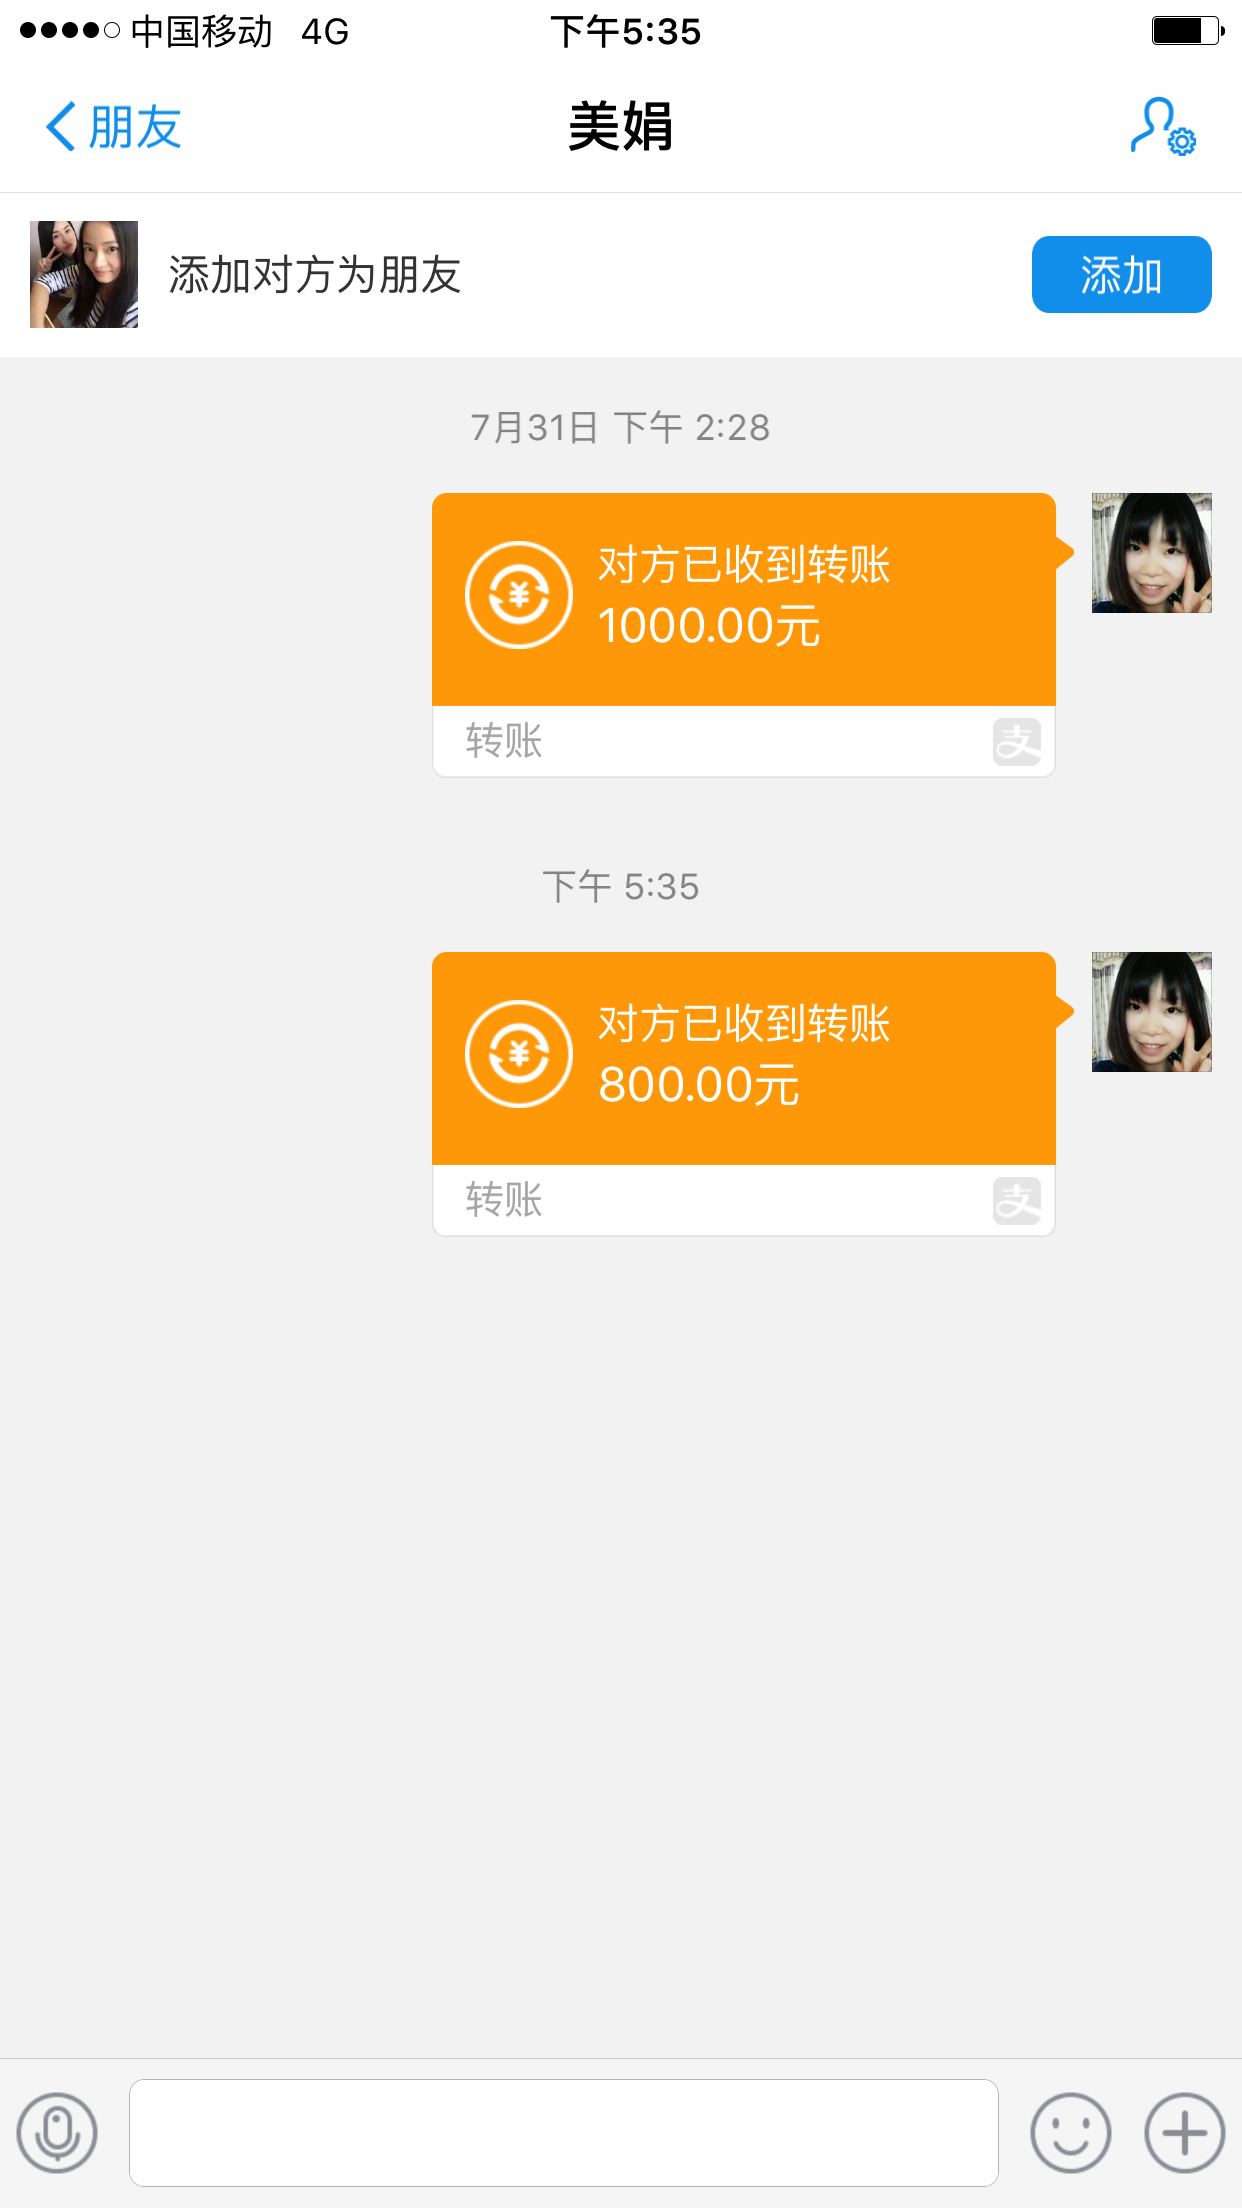 中国移动 4G 下午5:35
朋友 美娟
添加对方为朋友 添加
7月31日 下午 2:28
对方已收到转账
1000.00元
转账 支
下午 5:35
对方已收到转账
800.00元
转账 支